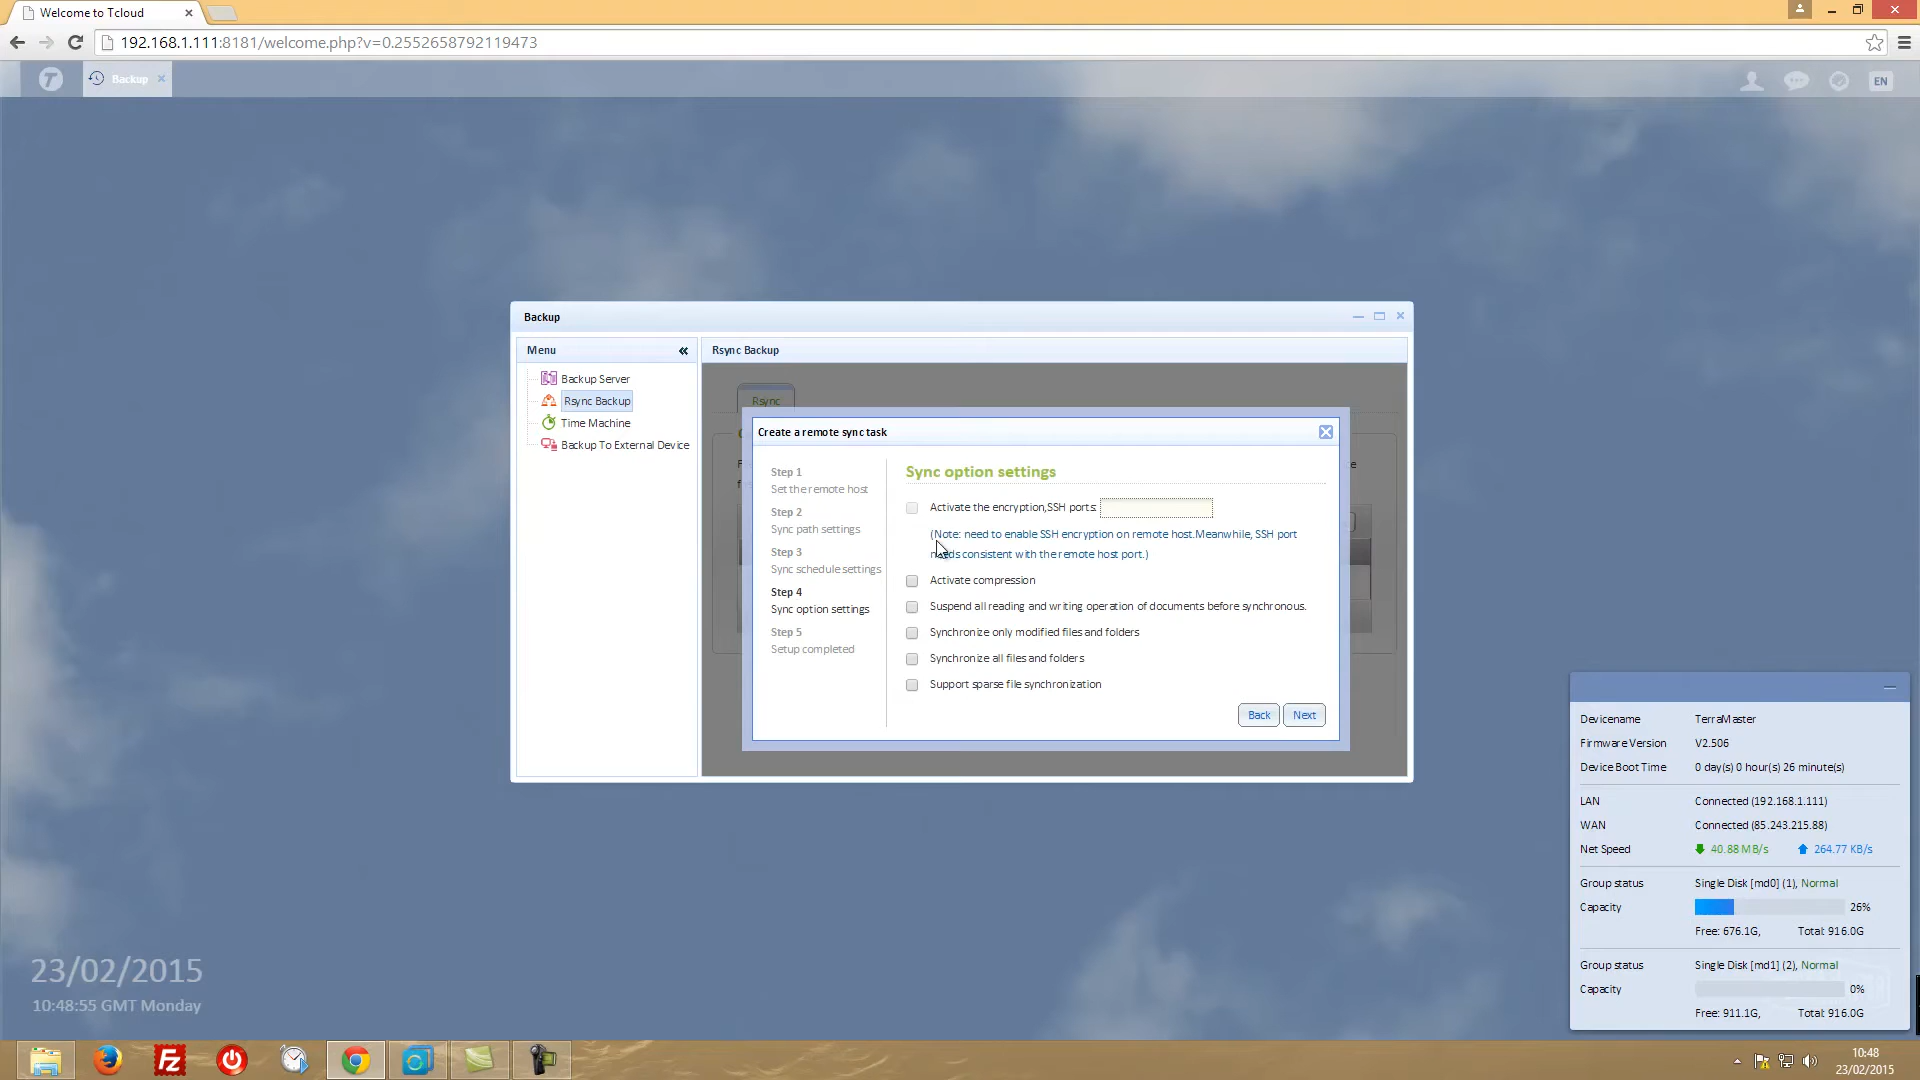 Welcome to Tcloud
192.168.1.111:8181/welcome.php?v=0.2552658792119473
Backup
EN
Backup
Menu
Rsync Backup
Backup Server
Rsync Backup
Time Machine
Backup To External Device
Rsync
Create a remote sync task
Step 1
Set the remote host
Step 2
Sync path settings
Step 3
Sync schedule settings
Step 4
Sync option settings
Step 5
Setup completed
Sync option settings
Activate the encryption,SSH ports:
(Note: need to enable SSH encryption on remote host.Meanwhile, SSH port
needs consistent with the remote host port.)
Activate compression
Suspend all reading and writing operation of documents before synchronous.
Synchronize only modified files and folders
Synchronize all files and folders
Support sparse file synchronization
Back Next
Devicename TerraMaster
Firmware Version V2.506
Device Boot Time 0 day(s) 0 hour(s) 26 minute(s)
LAN Connected (192.168.1.111)
WAN Connected (85.243.215.88)
Net Speed 40.88 MB/s 264.77 KB/s
Group status Single Disk [md0] (1), Normal
Capacity 26%
Free: 676.1G, Total: 916.0G
Group status Single Disk [md1] (2), Normal
Capacity 0%
Free: 911.1G, Total: 916.0G
23/02/2015
10:48:55 GMT Monday
10:48
23/02/2015